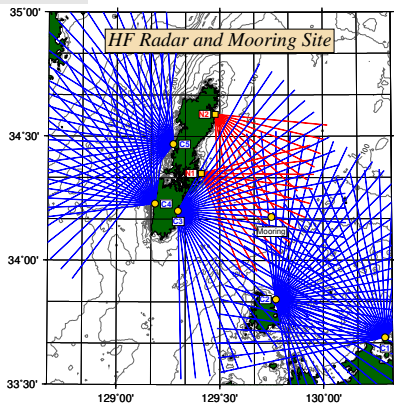 35°00'
HF Radar and Mooring Site
N2
34°30'
C5
N1
C4
Mooring
34°00'
C2
C1
33°30'
129°00'
129°30'
130°00'